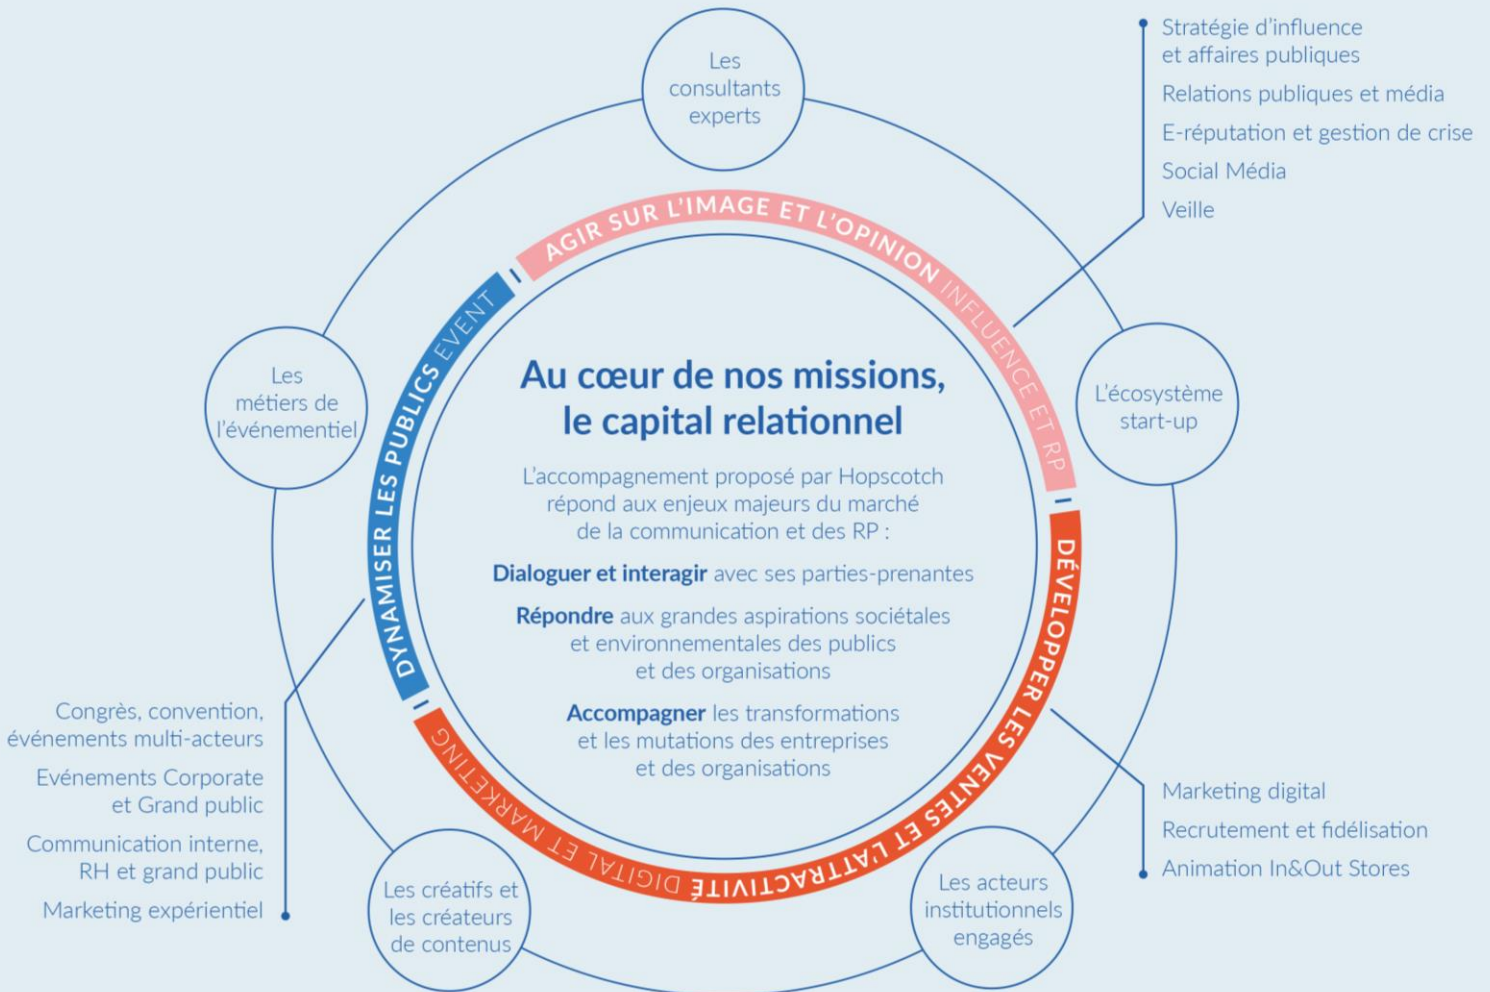 Les
consultants
experts
Stratégie d'influence
et affaires publiques
Relations publiques et média
E-réputation et gestion de crise
Social Média
Veille
AGIR SUR L'IMAGE ET L'OPINION INFLUENCE ET RP
DYNAMISER LES PUBLICS EVENT
Les
métiers de
l'événementiel
L'écosystème
start-up
Au cœur de nos missions,
le capital relationnel
L'accompagnement proposé par Hopscotch
répond aux enjeux majeurs du marché
de la communication et des RP :
Dialoguer et interagir avec ses parties-prenantes
Répondre aux grandes aspirations sociétales
et environnementales des publics
et des organisations
Accompagner les transformations
et les mutations des entreprises
et des organisations
DÉVELOPPER LES VENTES ET L'ATTRACTIVITÉ DIGITAL ET MARKETING
Congrès, convention,
événements multi-acteurs
Evénements Corporate
et Grand public
Communication interne,
RH et grand public
Marketing expérientiel
Marketing digital
Recrutement et fidélisation
Animation In&Out Stores
Les créatifs et
les créateurs
de contenus
Les acteurs
institutionnels
engagés